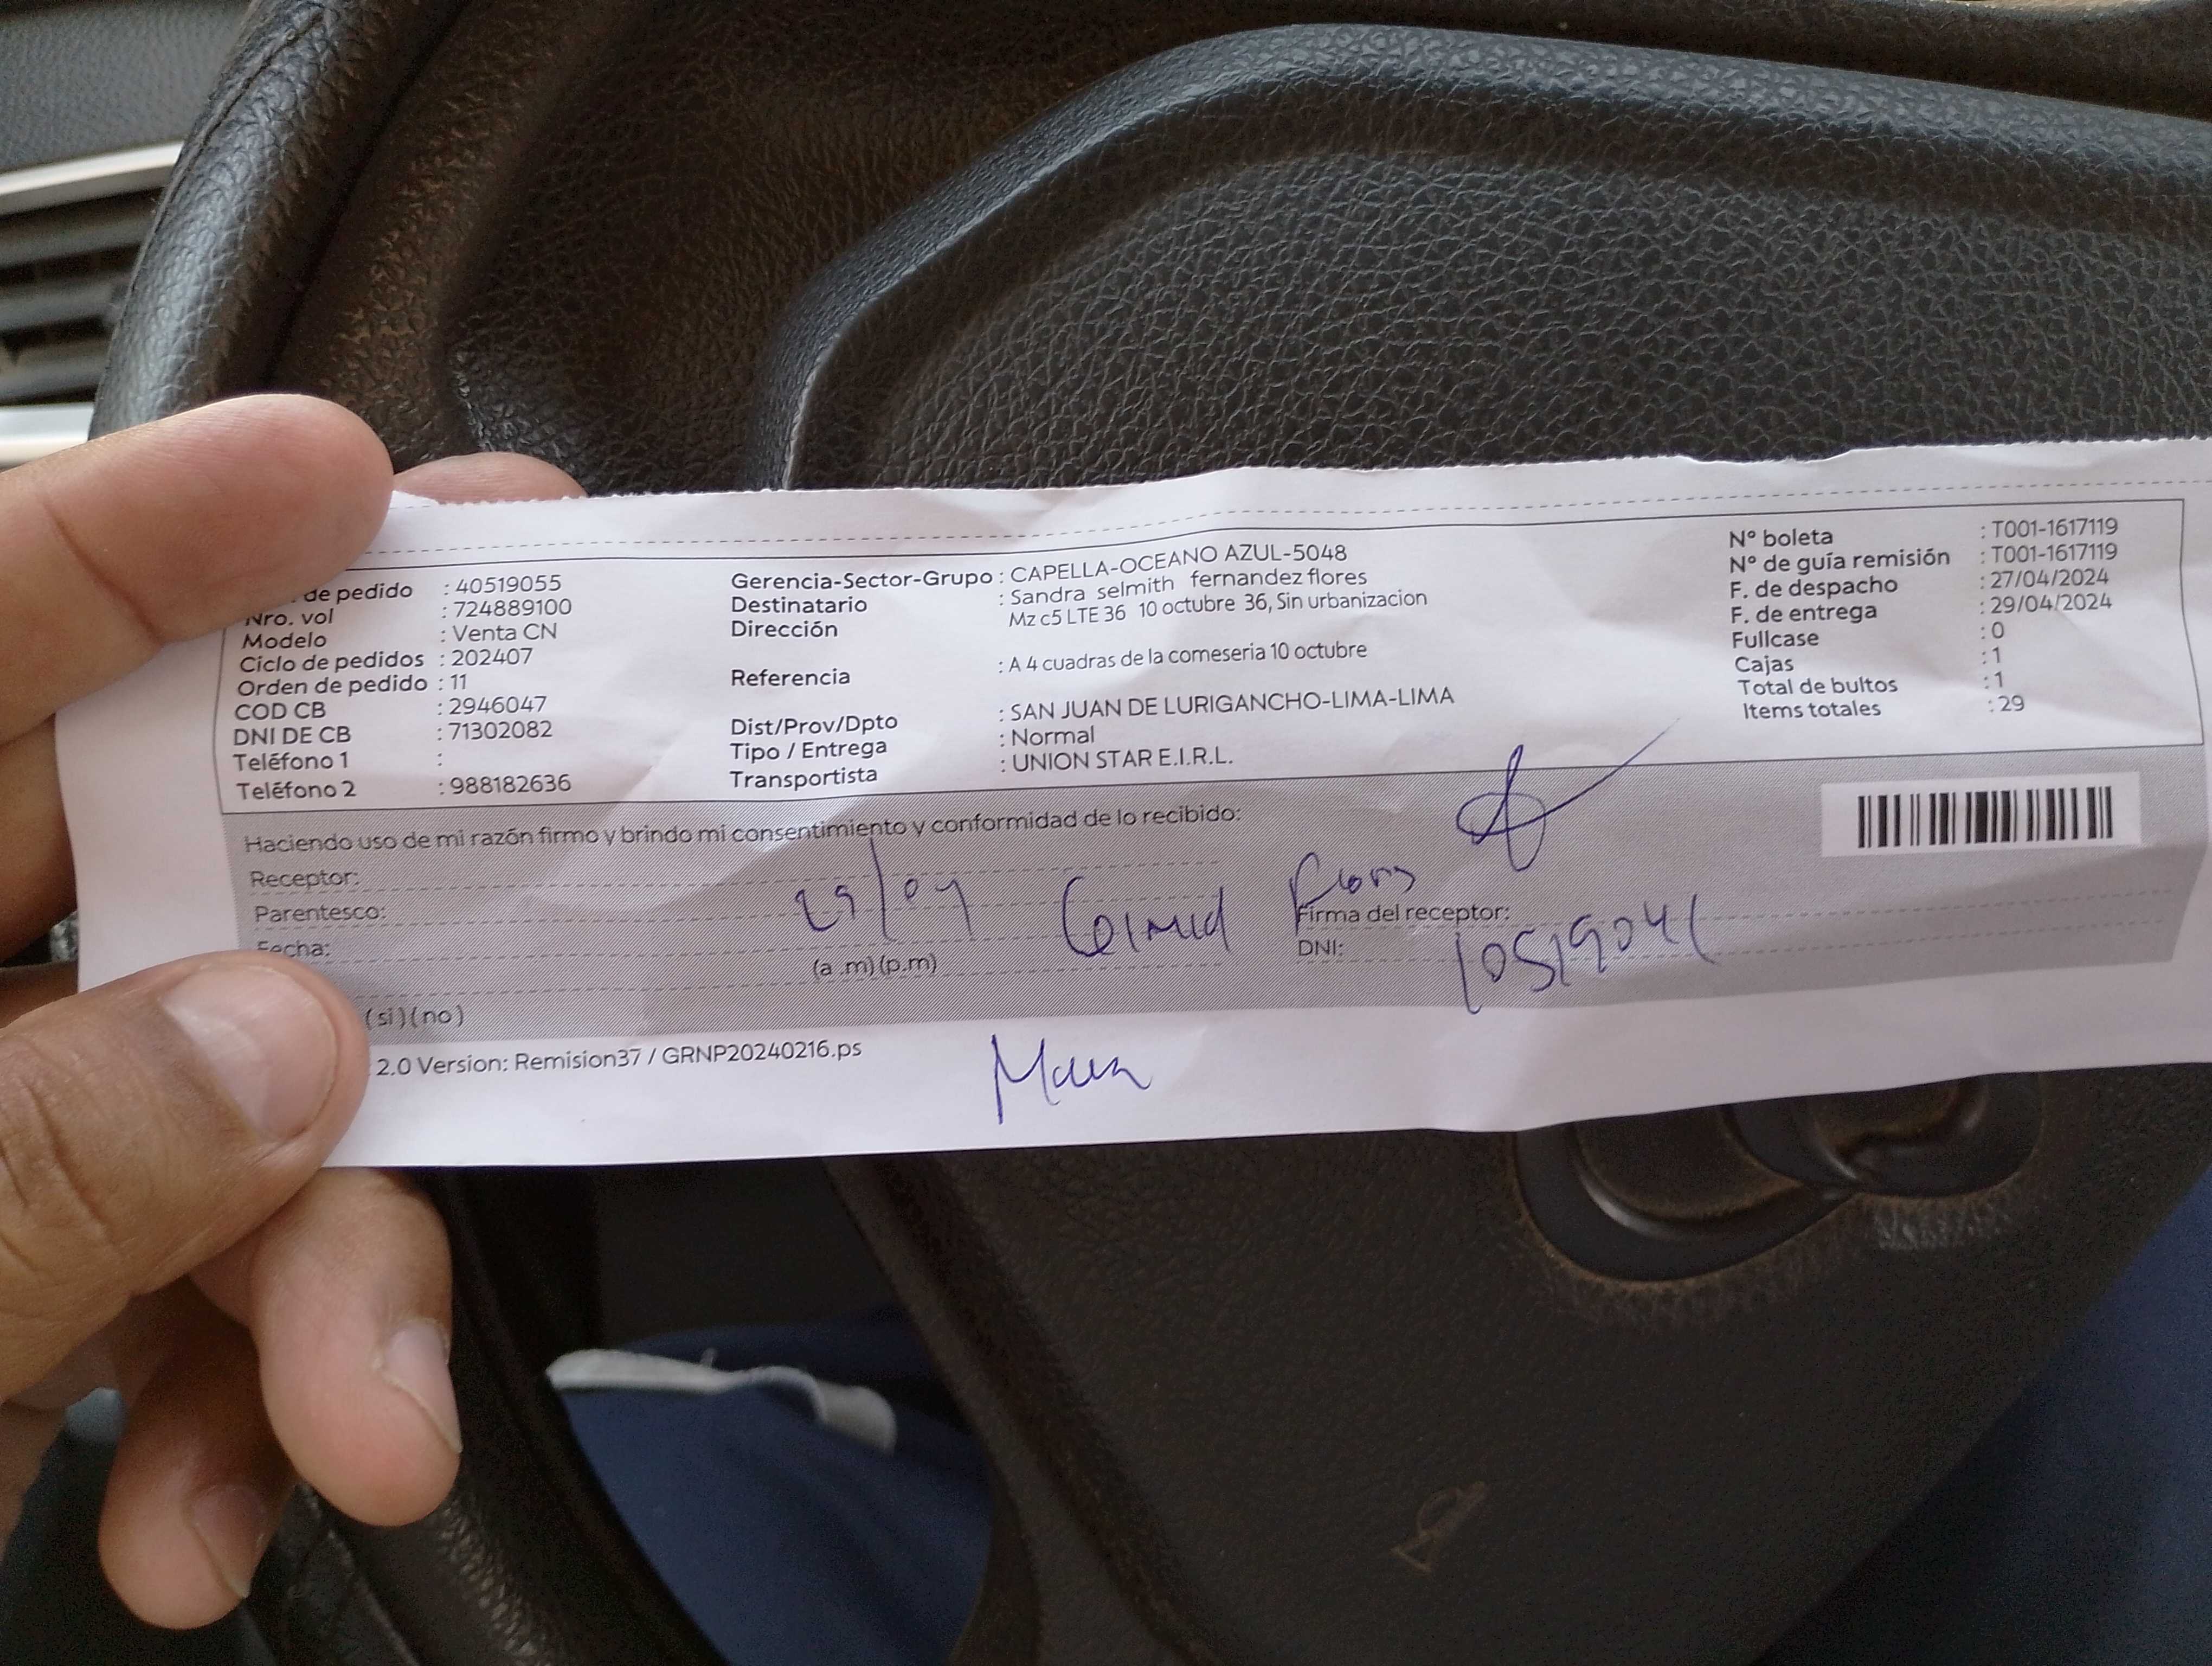 de pedido : 40519055
Nro. vol : 724889100
Modelo : Venta CN
Ciclo de pedidos : 202407
Orden de pedido : 11
COD CB : 2946047
DNI DE CB : 71302082
Teléfono 1 :
Teléfono 2 : 988182636
Gerencia-Sector-Grupo : CAPELLA-OCEANO AZUL-5048
Destinatario : Sandra selmith fernandez flores
Dirección Mz c5 LTE 36 10 octubre 36, Sin urbanizacion
Referencia : A 4 cuadras de la comeseria 10 octubre
Dist/Prov/Dpto : SAN JUAN DE LURIGANCHO-LIMA-LIMA
Tipo / Entrega : Normal
Transportista : UNION STAR E.I.R.L.
N° boleta : T001-1617119
N° de guía remisión : T001-1617119
F. de despacho : 27/04/2024
F. de entrega : 29/04/2024
Fullcase : 0
Cajas : 1
Total de bultos : 1
Items totales : 29
Haciendo uso de mi razón firmo y brindo mi consentimiento y conformidad de lo recibido:
Receptor:
Parentesco: 29/04
Flores
Firma del receptor:
Fecha: (a .m)(p.m)
DNI: 10519041
(si)(no)
2.0 Version: Remision37 / GRNP20240216.ps